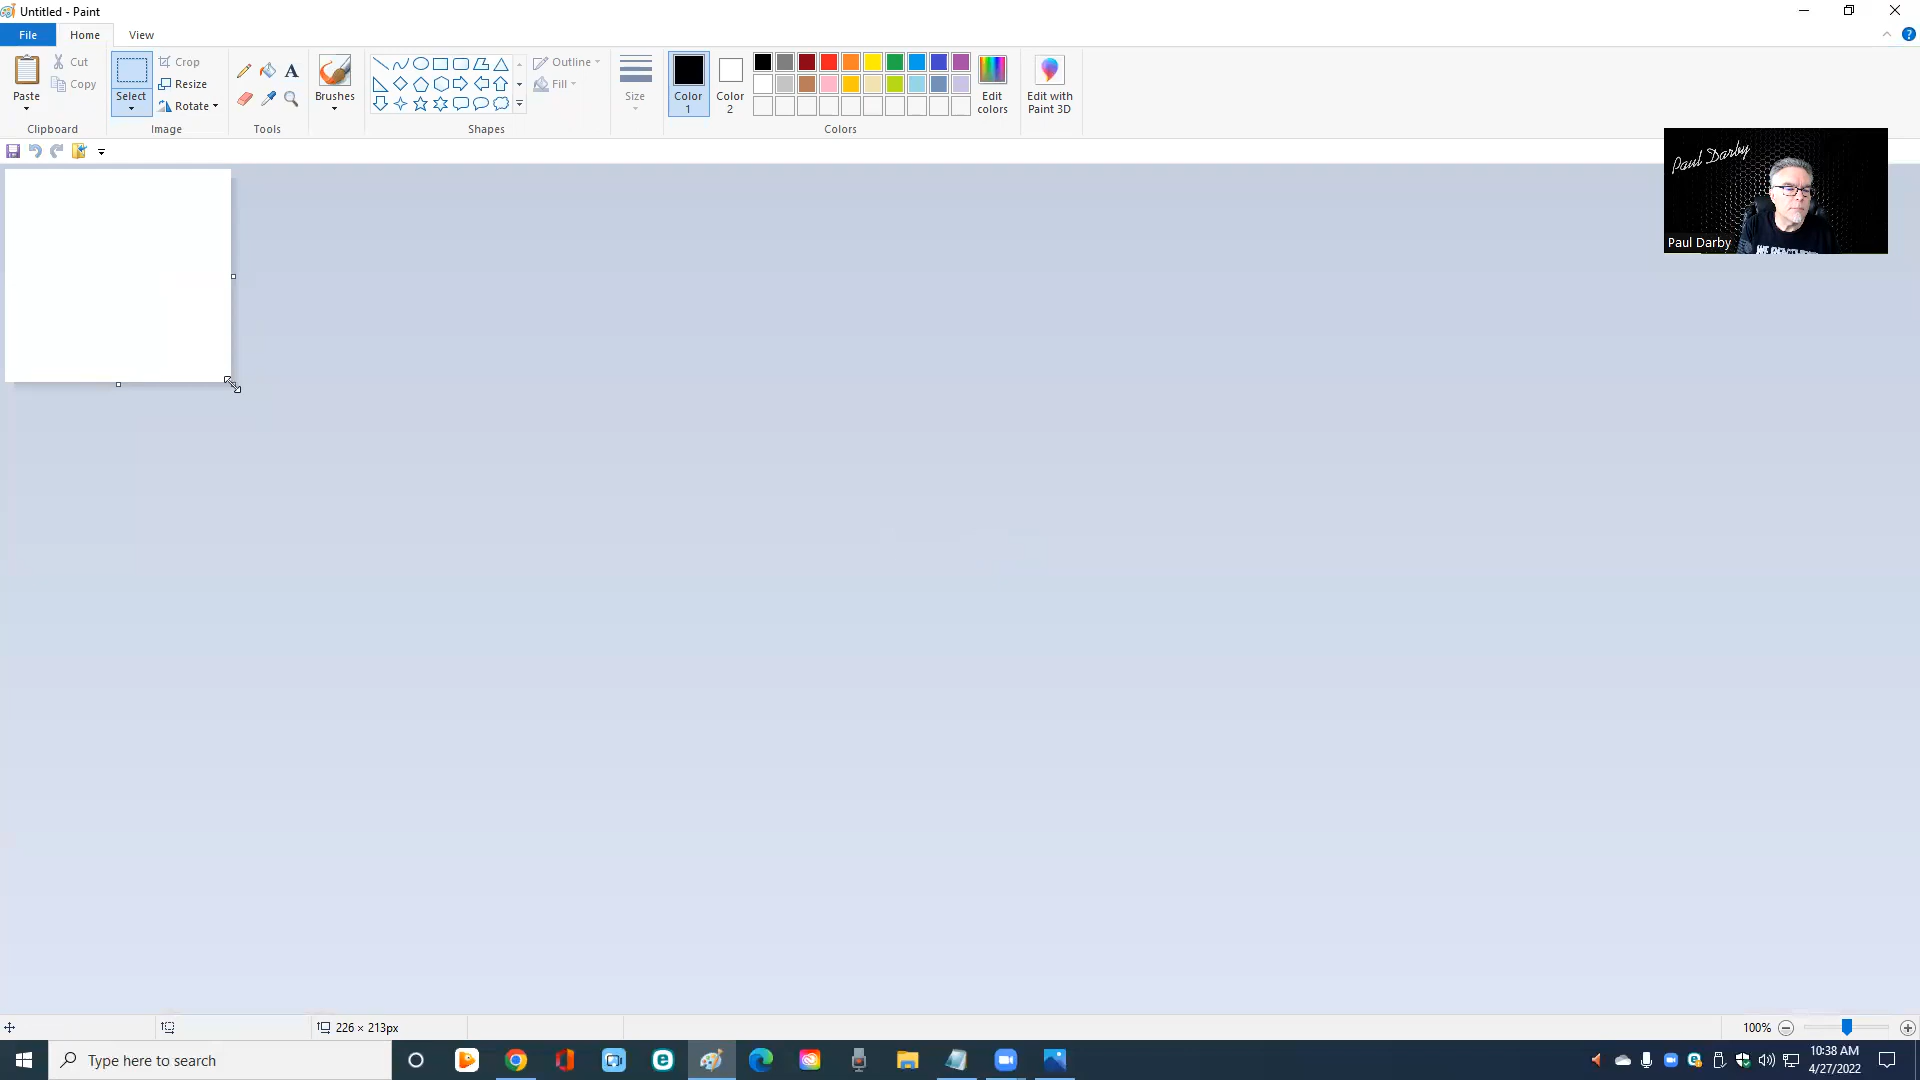 Untitled - Paint
File
Home
View
Paste
Cut
Copy
Clipboard
Select
Crop
Resize
Rotate
Image
A
Tools
Brushes
Shapes
Outline
Fill
Size
Color
1
Color
2
Edit
colors
Colors
Edit with
Paint 3D
Paul Darby
Paul Darby
226 × 213px
100%
Type here to search
10:38 AM
4/27/2022